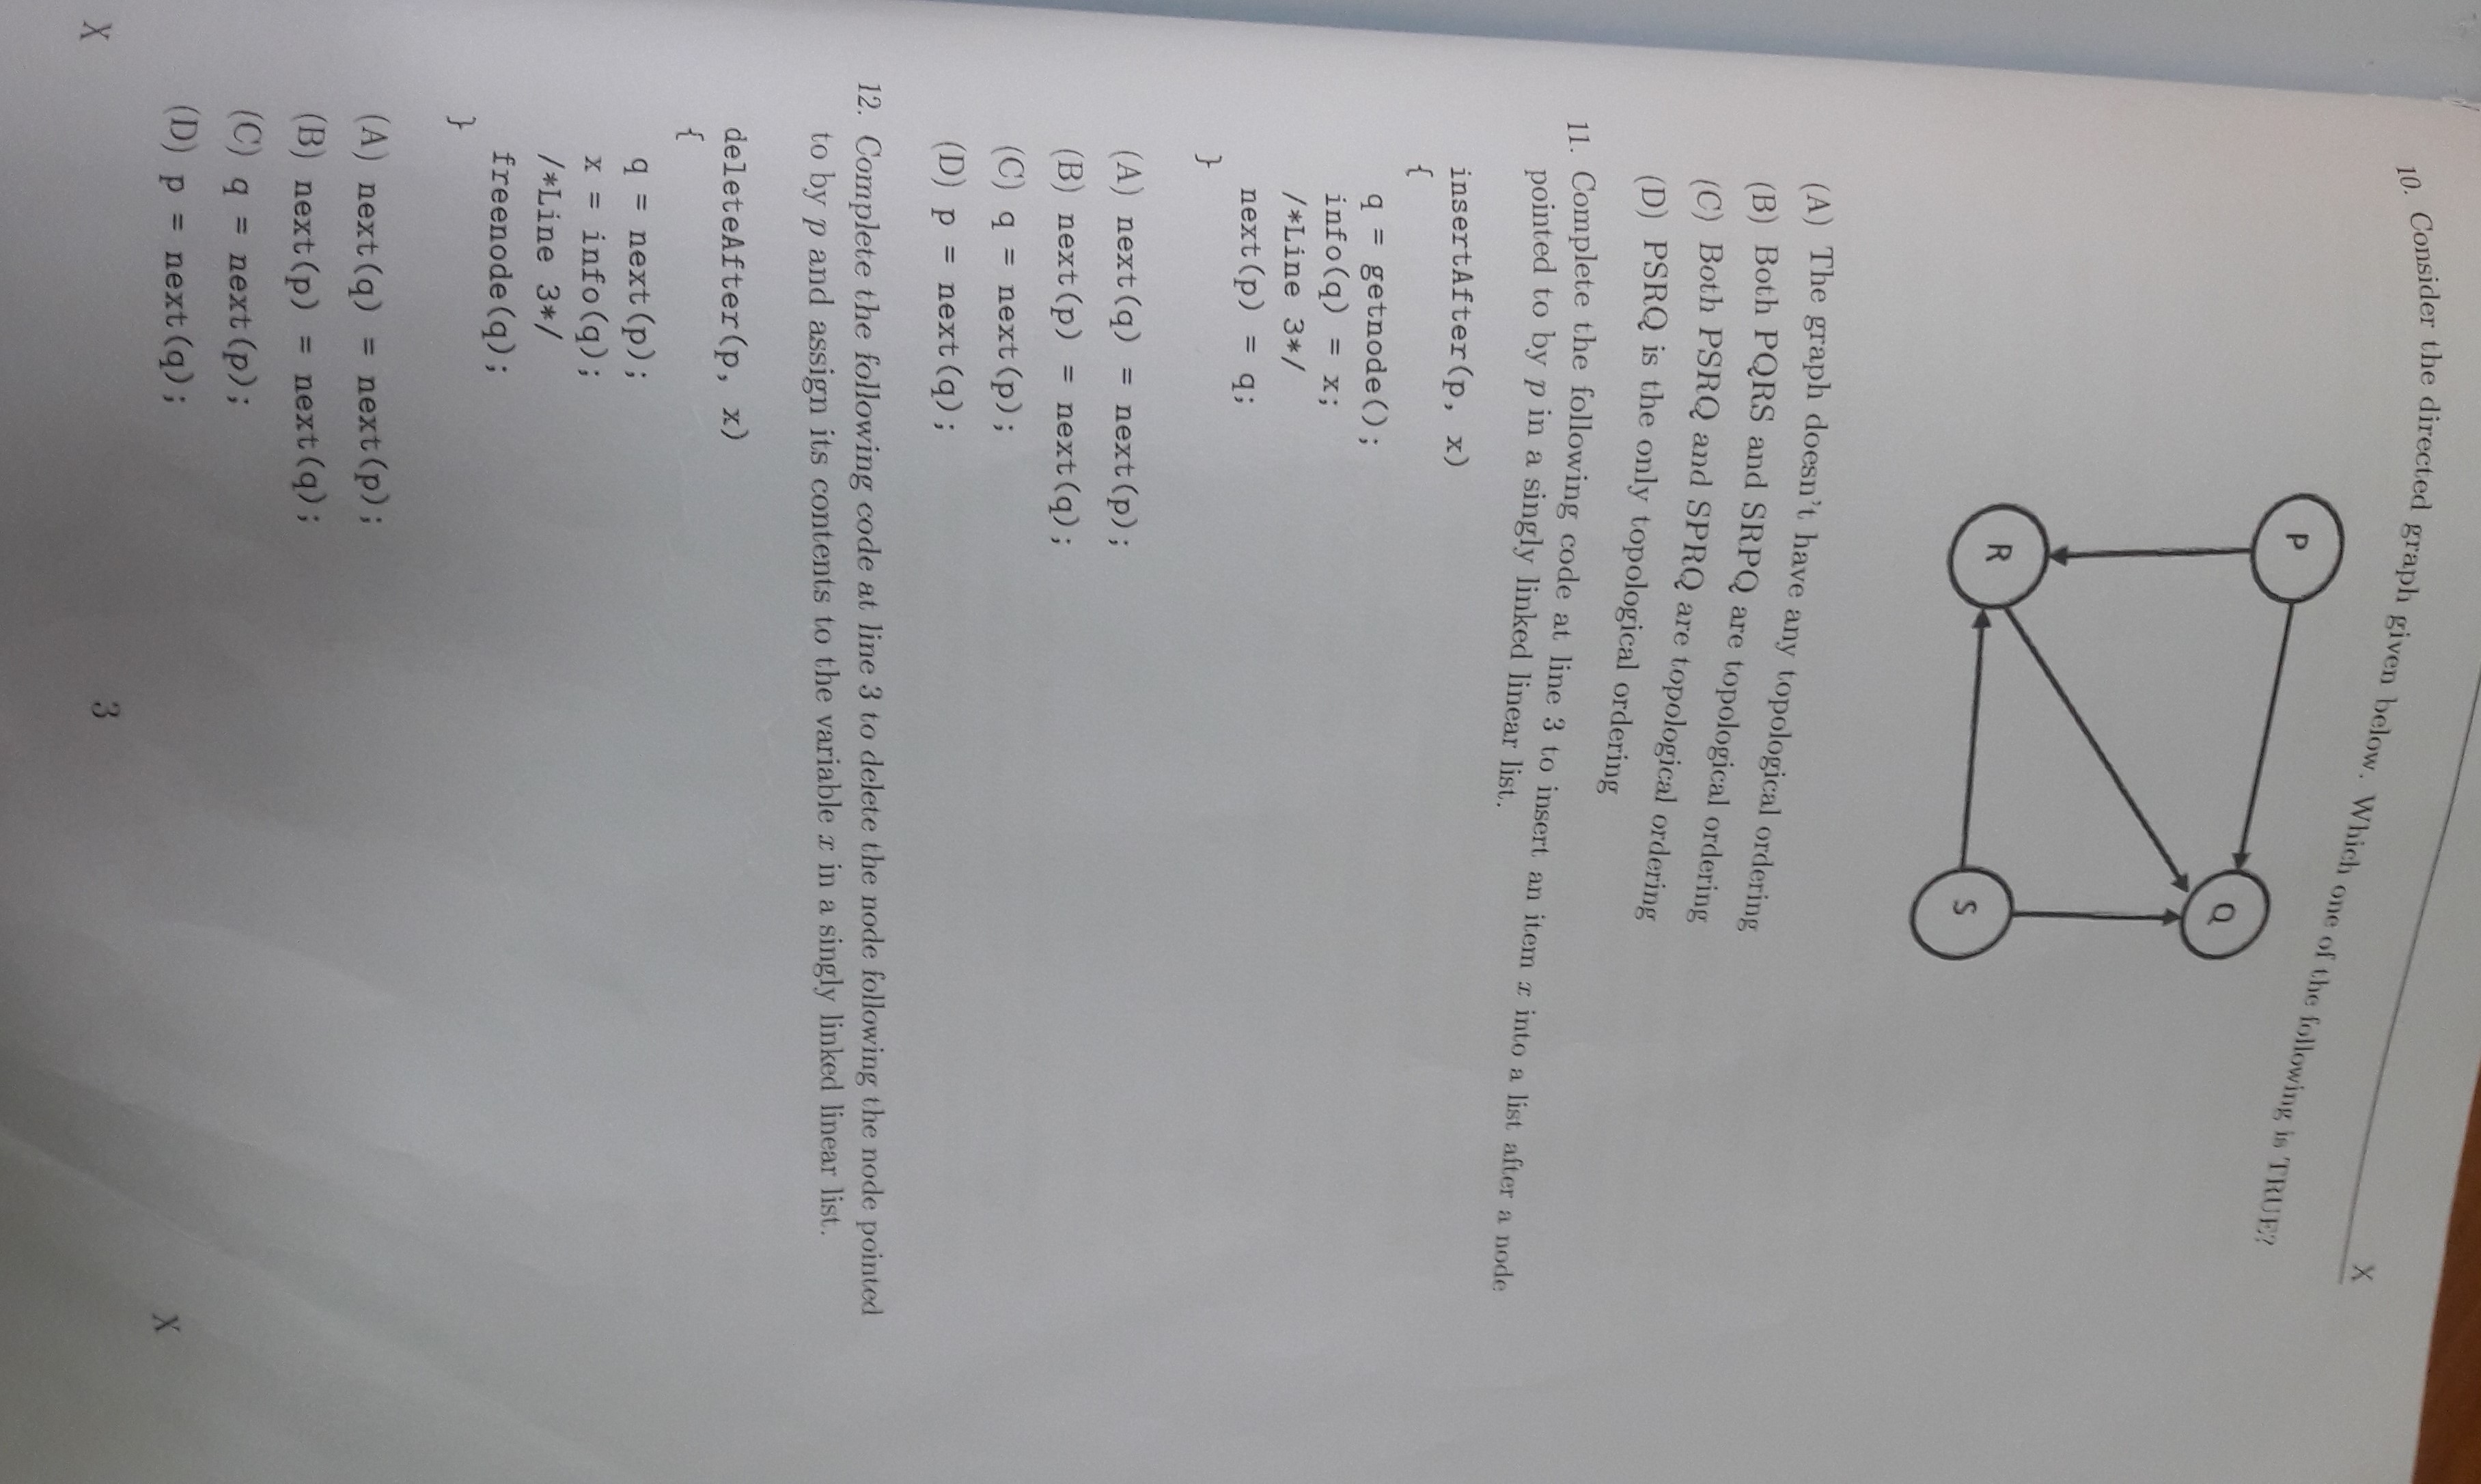 X
10. Consider the directed graph given below. Which one of the following is TRUE?
P
Q
R
S
(A) The graph doesn't have any topological ordering
(B) Both PQRS and SRPQ are topological ordering
(C) Both PSRQ and SPRQ are topological ordering
(D) PSRQ is the only topological ordering
11. Complete the following code at line 3 to insert an item x into a list after a node
pointed to by p in a singly linked linear list.
insertAfter(p, x)
{
q = getnode();
info(q) = x;
/*Line 3*/
next(p) = q;
}
(A) next(q) = next(p);
(B) next(p) = next(q);
(C) q = next(p);
(D) p = next(q);
12. Complete the following code at line 3 to delete the node following the node pointed
to by p and assign its contents to the variable x in a singly linked linear list.
deleteAfter(p, x)
{
q = next(p);
x = info(q);
/*Line 3*/
freenode(q);
}
(A) next(q) = next(p);
(B) next(p) = next(q);
(C) q = next(p);
(D) p = next(q);
X
3
X